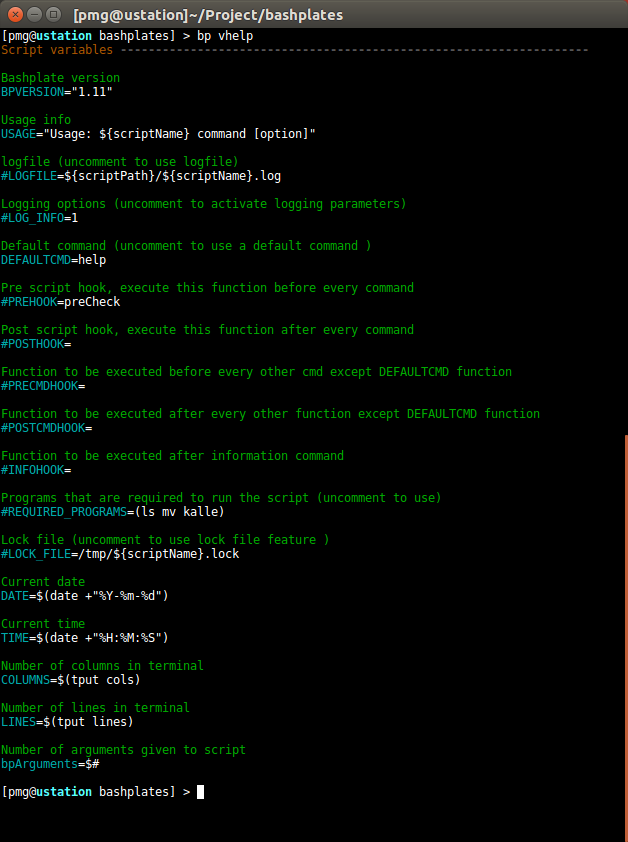 [pmg@ustation]~/Project/bashplates
[pmg@ustation bashplates] > bp vhelp
Script variables -------------------------------------------------------------------
Bashplate version
BPVERSION="1.11"
Usage info
USAGE="Usage: ${scriptName} command [option]"
logfile (uncomment to use logfile)
#LOGFILE=${scriptPath}/${scriptName}.log
Logging options (uncomment to activate logging parameters)
#LOG_INFO=1
Default command (uncomment to use a default command )
DEFAULTCMD=help
Pre script hook, execute this function before every command
#PREHOOK=preCheck
Post script hook, execute this function after every command
#POSTHOOK=
Function to be executed before every other cmd except DEFAULTCMD function
#PRECMDHOOK=
Function to be executed after every other function except DEFAULTCMD function
#POSTCMDHOOK=
Function to be executed after information command
#INFOHOOK=
Programs that are required to run the script (uncomment to use)
#REQUIRED_PROGRAMS=(ls mv kalle)
Lock file (uncomment to use lock file feature )
#LOCK_FILE=/tmp/${scriptName}.lock
Current date
DATE=$(date +"%Y-%m-%d")
Current time
TIME=$(date +"%H:%M:%S")
Number of columns in terminal
COLUMNS=$(tput cols)
Number of lines in terminal
LINES=$(tput lines)
Number of arguments given to script
bpArguments=$#
[pmg@ustation bashplates] >